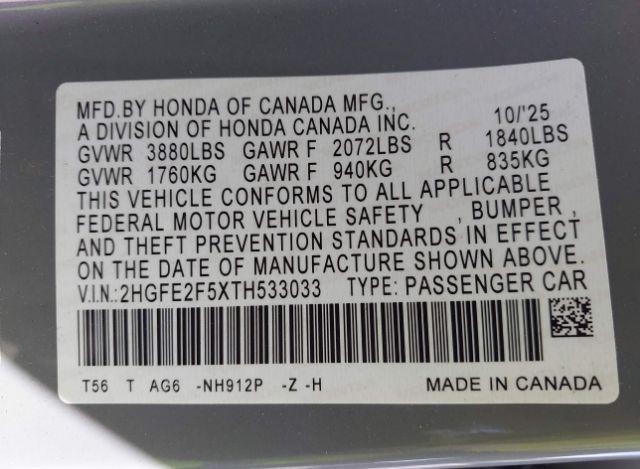 MFD.BY HONDA OF CANADA MFG.,
A DIVISION OF HONDA CANADA INC. 10/'25
GVWR 3880LBS GAWR F 2072LBS R 1840LBS
GVWR 1760KG GAWR F 940KG R 835KG
THIS VEHICLE CONFORMS TO ALL APPLICABLE
FEDERAL MOTOR VEHICLE SAFETY , BUMPER ,
AND THEFT PREVENTION STANDARDS IN EFFECT
ON THE DATE OF MANUFACTURE SHOWN ABOVE.
V.I.N.:2HGFE2F5XTH533033 TYPE: PASSENGER CAR
T56 T AG6 -NH912P -Z -H MADE IN CANADA